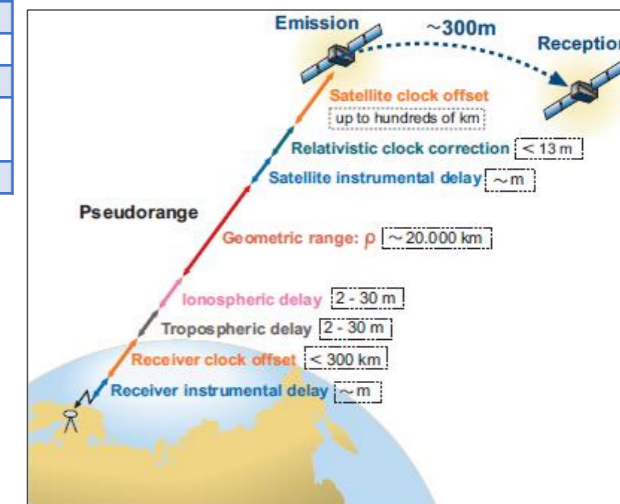 Emission
~300m
Reception
Satellite clock offset
up to hundreds of km
Relativistic clock correction < 13 m
Satellite instrumental delay ~m
Pseudorange
Geometric range: ρ ~20.000 km
Ionospheric delay 2 - 30 m
Tropospheric delay 2 - 30 m
Receiver clock offset < 300 km
Receiver instrumental delay ~m